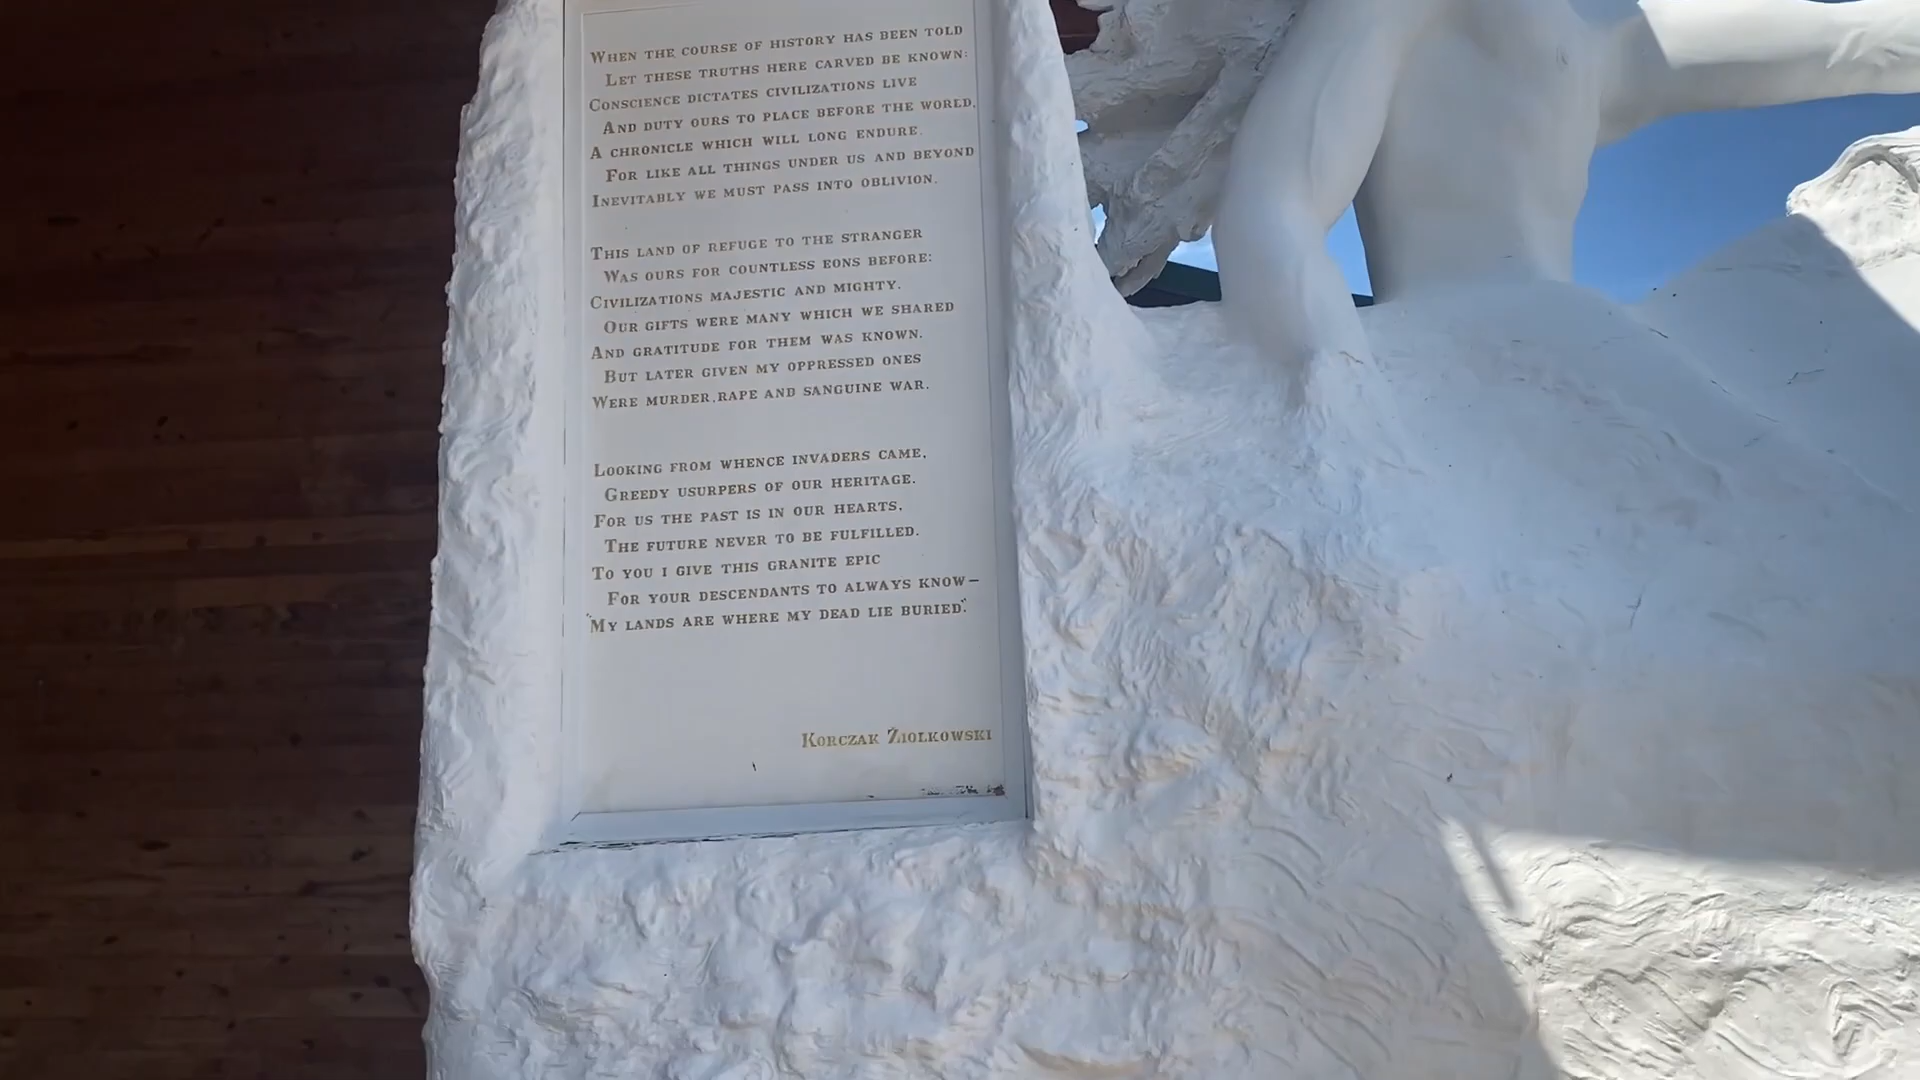 WHEN THE COURSE OF HISTORY HAS BEEN TOLD
LET THESE TRUTHS HERE CARVED BE KNOWN:
CONSCIENCE DICTATES CIVILIZATIONS LIVE
AND DUTY OURS TO PLACE BEFORE THE WORLD,
A CHRONICLE WHICH WILL LONG ENDURE.
FOR LIKE ALL THINGS UNDER US AND BEYOND
INEVITABLY WE MUST PASS INTO OBLIVION.
THIS LAND OF REFUGE TO THE STRANGER
WAS OURS FOR COUNTLESS EONS BEFORE:
CIVILIZATIONS MAJESTIC AND MIGHTY.
OUR GIFTS WERE MANY WHICH WE SHARED
AND GRATITUDE FOR THEM WAS KNOWN.
BUT LATER GIVEN MY OPPRESSED ONES
WERE MURDER, RAPE AND SANGUINE WAR.
LOOKING FROM WHENCE INVADERS CAME,
GREEDY USURPERS OF OUR HERITAGE.
FOR US THE PAST IS IN OUR HEARTS,
THE FUTURE NEVER TO BE FULFILLED.
TO YOU I GIVE THIS GRANITE EPIC
FOR YOUR DESCENDANTS TO ALWAYS KNOW—
"MY LANDS ARE WHERE MY DEAD LIE BURIED."
KORCZAK ŻIOLKOWSKI